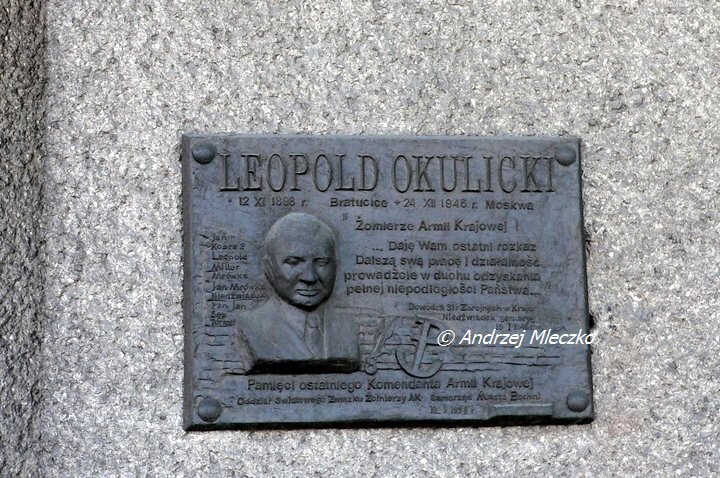 LEOPOLD OKULICKI
* 12 XI 1898 r. Bratucice + 24 XII 1946 r. Moskwa
" Żołnierze Armii Krajowej !
... Daję Wam ostatni rozkaz
Dalszą swą pracę i działalność
prowadźcie w duchu odzyskania
pełnej niepodległości Państwa..."
Jan
Kobra 2
Leopold
Miller
Mrówka
Jan Mrówka
Niedźwiadek
Pan Jan
Sęp
Dowódca Sił Zbrojnych w Kraju
Niedźwiadek gen.bryg
Pamięci ostatniego Komendanta Armii Krajowej
Oddział Światowego Związku Żołnierzy AK Samorząd Miasta Bochni
© Andrzej Mleczko